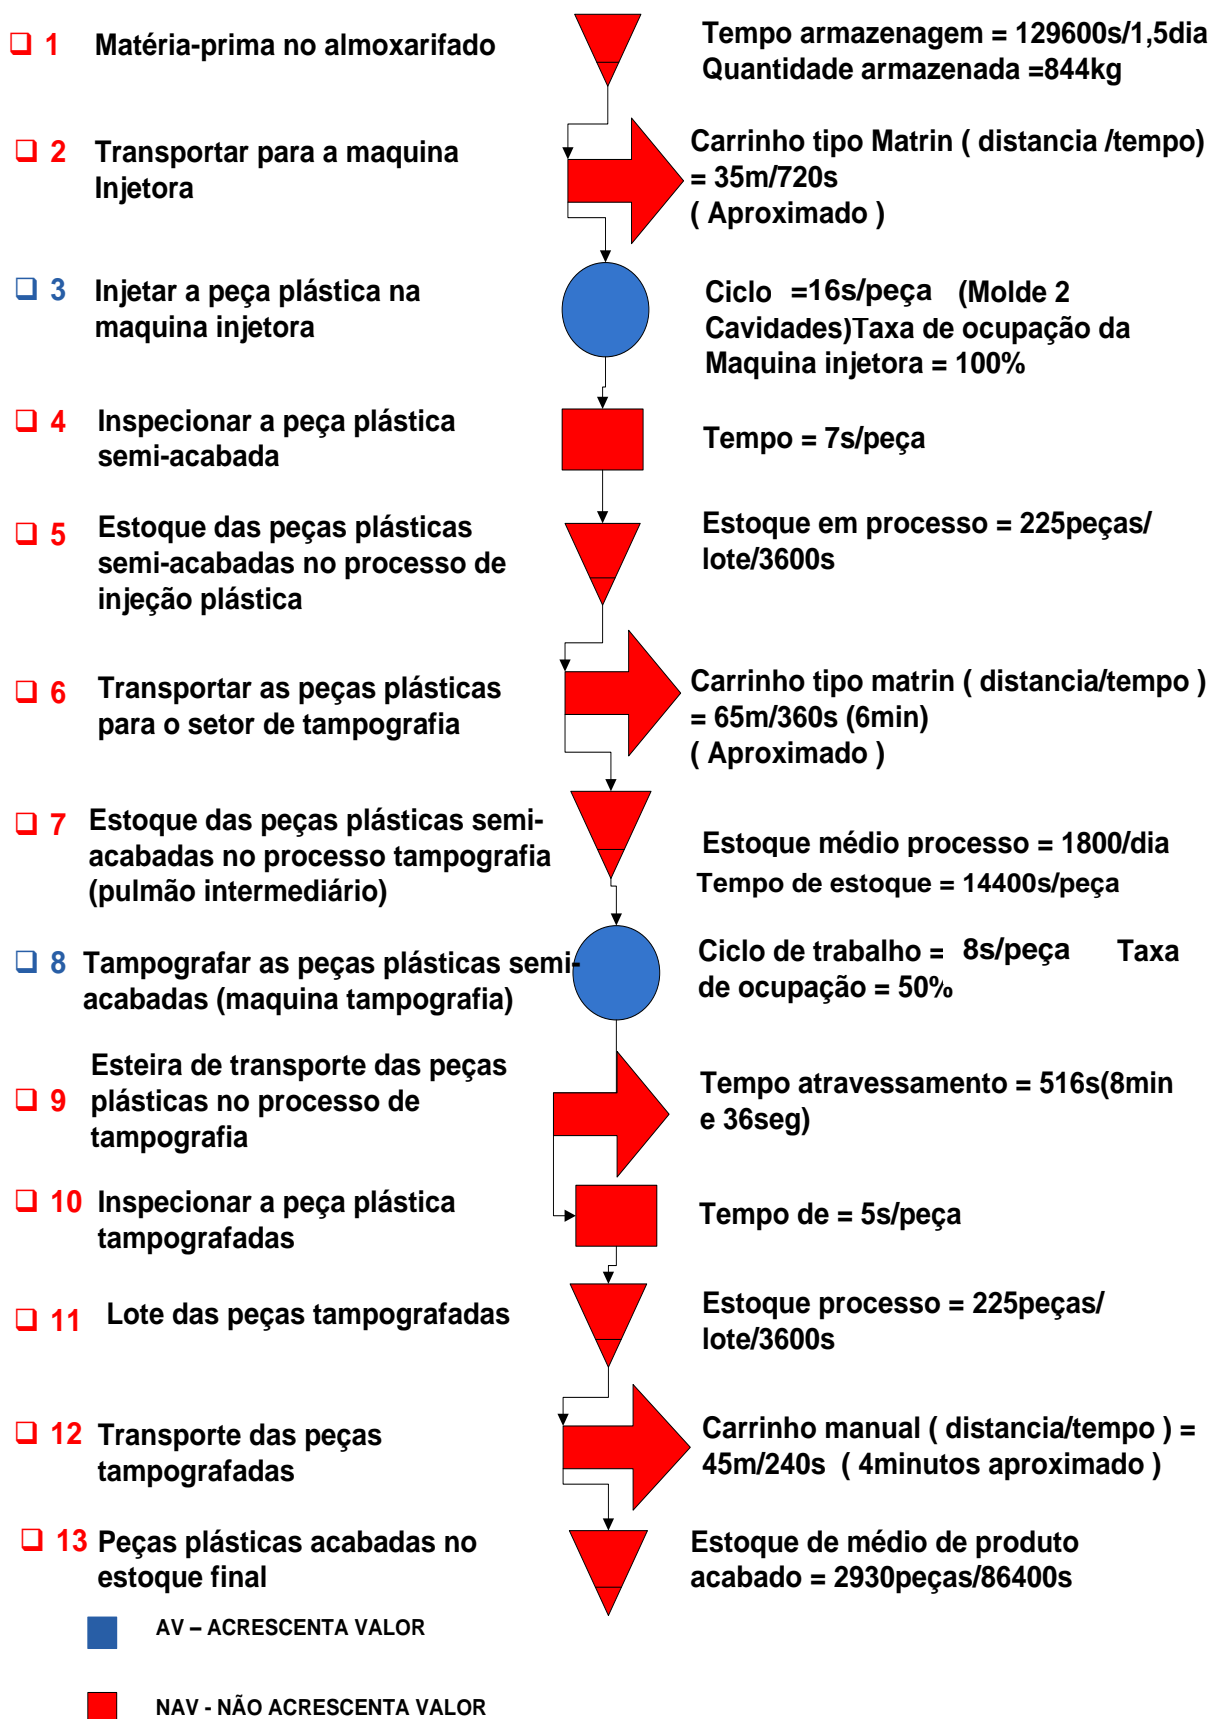 1 Matéria-prima no almoxarifado
Tempo armazenagem = 129600s/1,5dia
Quantidade armazenada =844kg
2 Transportar para a maquina
Injetora
Carrinho tipo Matrin ( distancia /tempo)
= 35m/720s
( Aproximado )
3 Injetar a peça plástica na
maquina injetora
Ciclo =16s/peça (Molde 2
Cavidades)Taxa de ocupação da
Maquina injetora = 100%
4 Inspecionar a peça plástica
semi-acabada
Tempo = 7s/peça
5 Estoque das peças plásticas
semi-acabadas no processo de
injeção plástica
Estoque em processo = 225peças/
lote/3600s
6 Transportar as peças plásticas
para o setor de tampografia
Carrinho tipo matrin ( distancia/tempo )
= 65m/360s (6min)
( Aproximado )
7 Estoque das peças plásticas semi-
acabadas no processo tampografia
(pulmão intermediário)
Estoque médio processo = 1800/dia
Tempo de estoque = 14400s/peça
8 Tampografar as peças plásticas semi-
acabadas (maquina tampografia)
Ciclo de trabalho = 8s/peça Taxa
de ocupação = 50%
9 Esteira de transporte das peças
plásticas no processo de
tampografia
Tempo atravessamento = 516s(8min
e 36seg)
10 Inspecionar a peça plástica
tampografadas
Tempo de = 5s/peça
11 Lote das peças tampografadas
Estoque processo = 225peças/
lote/3600s
12 Transporte das peças
tampografadas
Carrinho manual ( distancia/tempo ) =
45m/240s ( 4minutos aproximado )
13 Peças plásticas acabadas no
estoque final
Estoque de médio de produto
acabado = 2930peças/86400s
AV – ACRESCENTA VALOR
NAV - NÃO ACRESCENTA VALOR